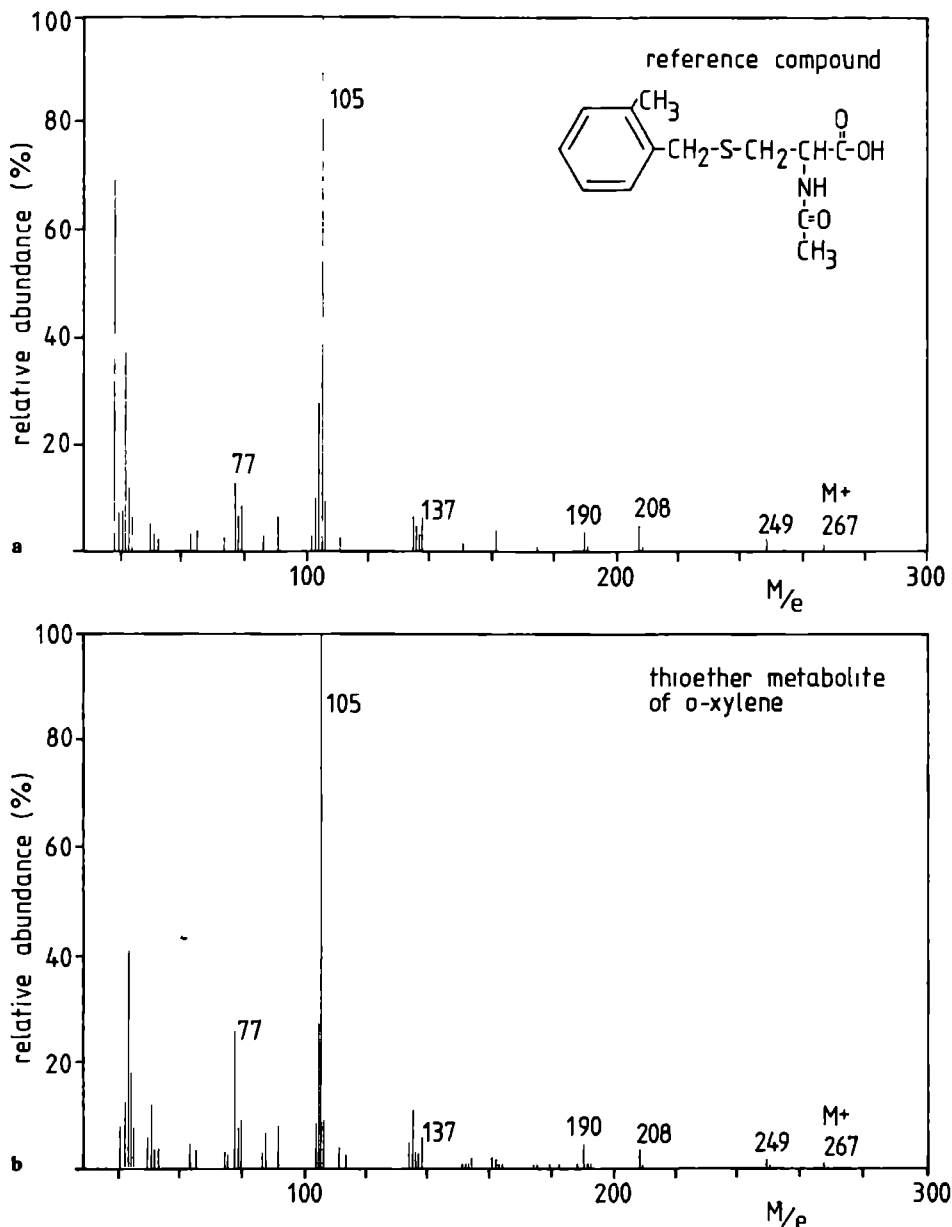 100
80
60
40
20
relative abundance (%)
reference compound
CH3
CH2-S-CH2-CH-C-OH
O
NH
C=O
CH3
105
77
137
190
208
249
M+
267
a
100
200
300
M/e
100
80
60
40
20
relative abundance (%)
thioether metabolite
of o-xylene
105
77
137
190
208
249
M+
267
b
100
200
300
M/e